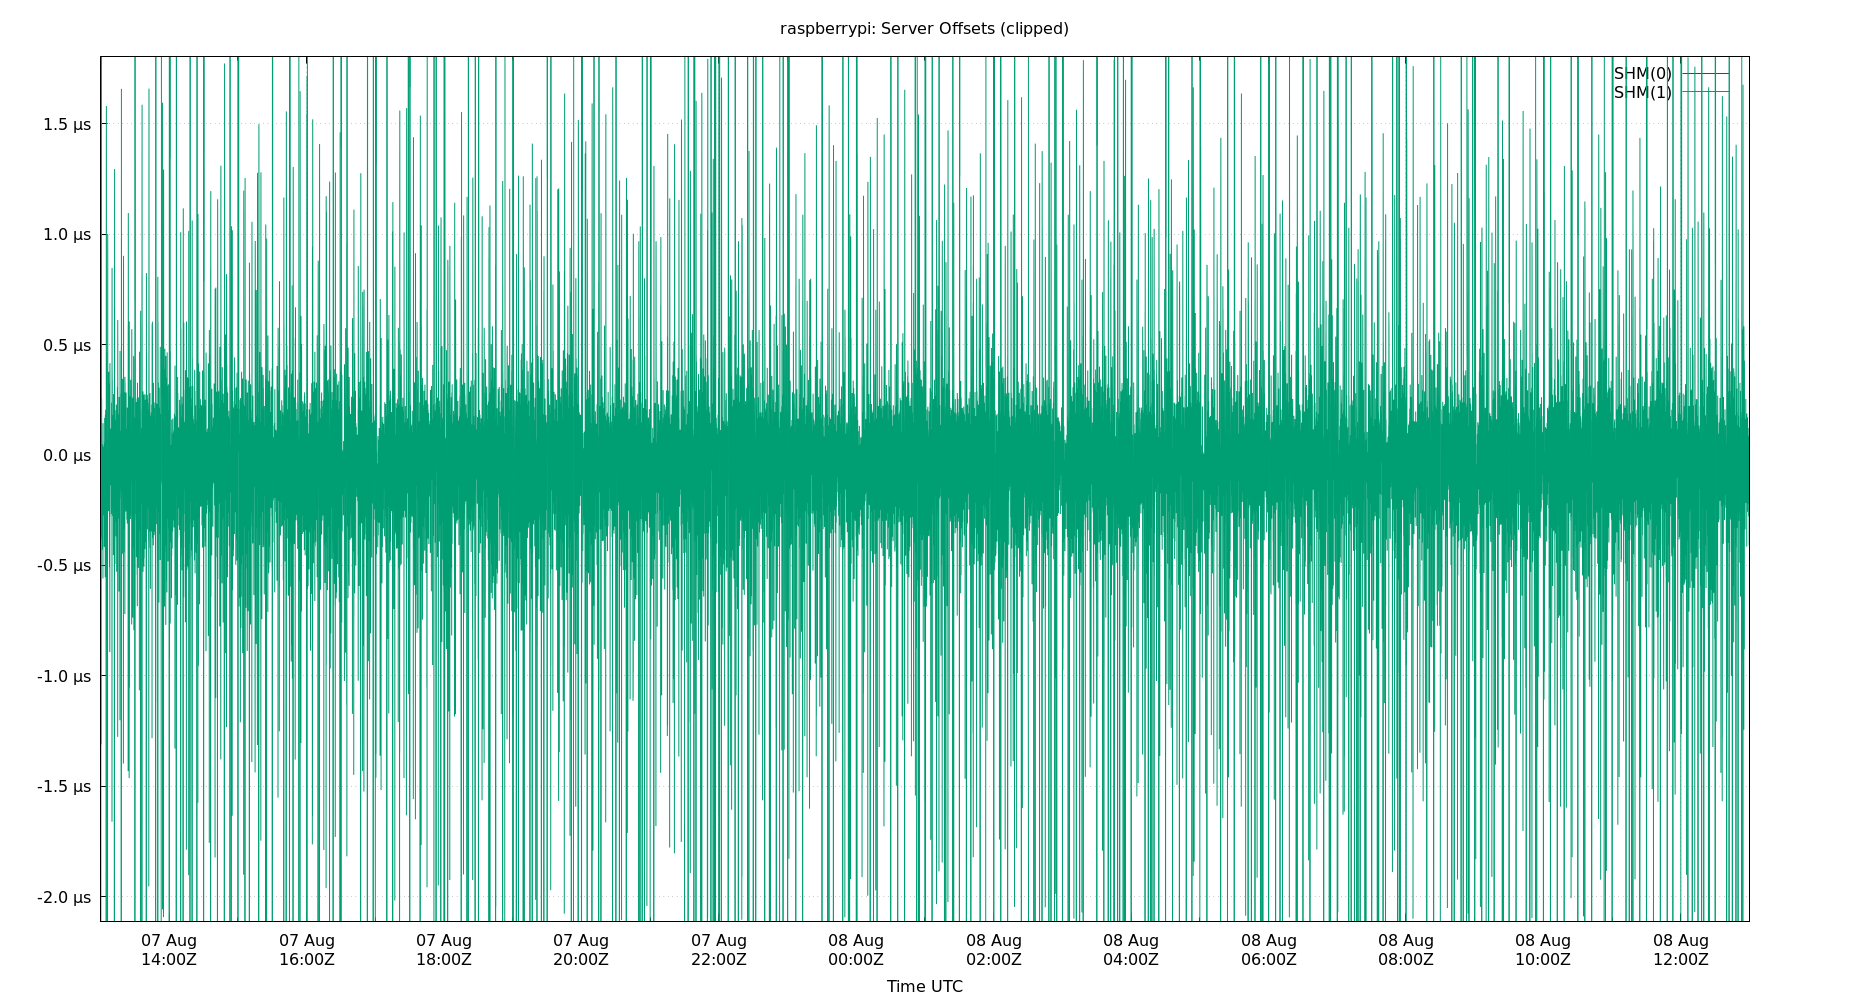 raspberrypi: Server Offsets (clipped)
SHM(0)
SHM(1)
1.5 µs
1.0 µs
0.5 µs
0.0 µs
-0.5 µs
-1.0 µs
-1.5 µs
-2.0 µs
07 Aug 07 Aug 07 Aug 07 Aug 07 Aug 08 Aug 08 Aug 08 Aug 08 Aug 08 Aug 08 Aug 08 Aug
14:00Z 16:00Z 18:00Z 20:00Z 22:00Z 00:00Z 02:00Z 04:00Z 06:00Z 08:00Z 10:00Z 12:00Z
Time UTC